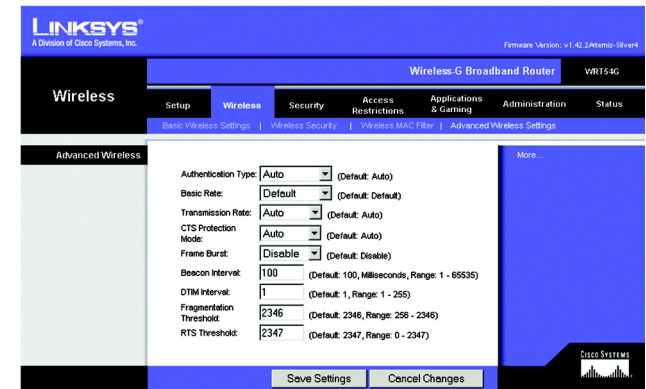 LINKSYS®
A Division of Cisco Systems, Inc.
Firmware Version: v1.42.2Artemis-Silver4
Wireless-G Broadband Router WRT54G
Wireless
Setup Wireless Security Access Restrictions Applications & Gaming Administration Status
Basic Wireless Settings | Wireless Security | Wireless MAC Filter | Advanced Wireless Settings
Advanced Wireless
More...
Authentication Type: Auto (Default: Auto)
Basic Rate: Default (Default: Default)
Transmission Rate: Auto (Default: Auto)
CTS Protection Mode: Auto (Default: Auto)
Frame Burst: Disable (Default: Disable)
Beacon Interval: 100 (Default: 100, Milliseconds, Range: 1 - 65535)
DTIM Interval: 1 (Default: 1, Range: 1 - 255)
Fragmentation Threshold: 2346 (Default: 2346, Range: 256 - 2346)
RTS Threshold: 2347 (Default: 2347, Range: 0 - 2347)
Save Settings Cancel Changes
CISCO SYSTEMS